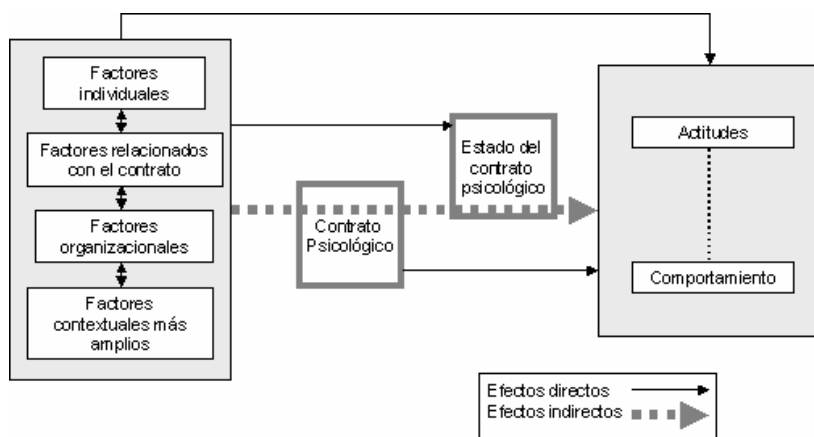 Factores
individuales
Factores relacionados
con el contrato
Factores
organizacionales
Factores
contextuales más
amplios
Contrato
Psicológico
Estado del
contrato
psicológico
Actitudes
Comportamiento
Efectos directos
Efectos indirectos